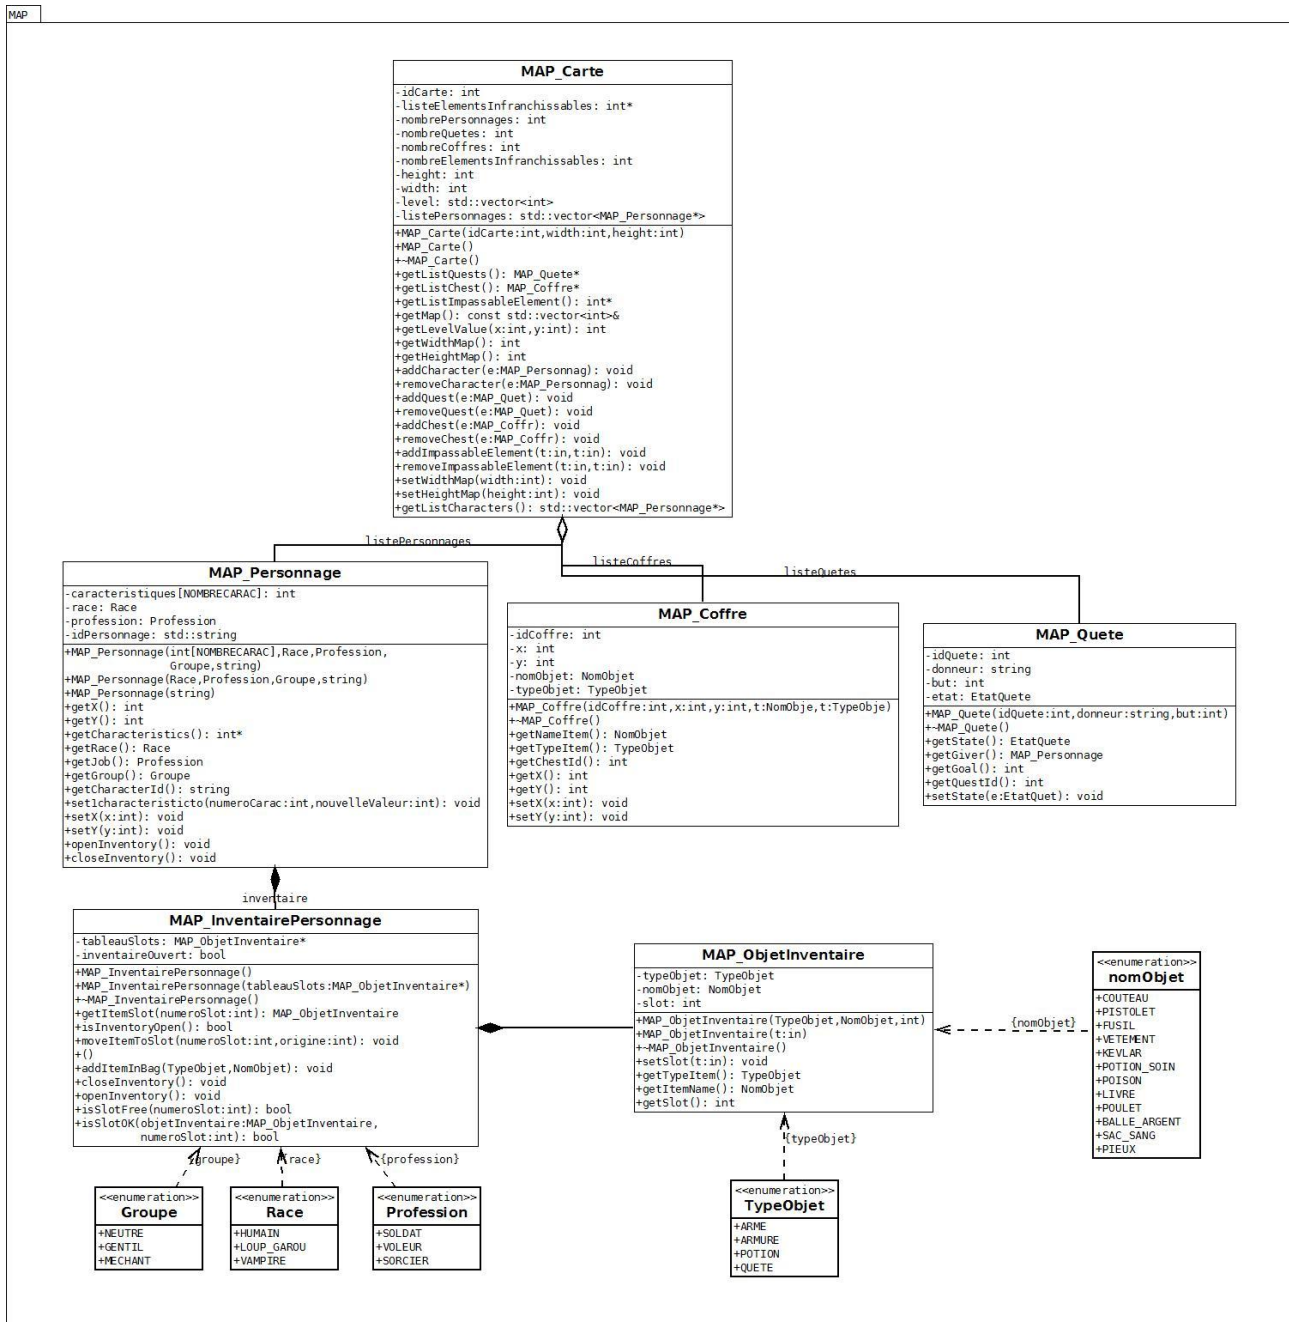 MAP
MAP_Carte
-idCarte: int
-listeElementsInfranchissables: int*
-nombrePersonnages: int
-nombreQuetes: int
-nombreCoffres: int
-nombreElementsInfranchissables: int
-height: int
-width: int
-level: std::vector<int>
-listePersonnages: std::vector<MAP_Personnage*>
+MAP_Carte(idCarte:int,width:int,height:int)
+MAP_Carte()
+~MAP_Carte()
+getListQuests(): MAP_Quete*
+getListChest(): MAP_Coffre*
+getListImpassableElement(): int*
+getMap(): const std::vector<int>&
+getLevelValue(x:int,y:int): int
+getWidthMap(): int
+getHeightMap(): int
+addCharacter(e:MAP_Personnag): void
+removeCharacter(e:MAP_Personnag): void
+addQuest(e:MAP_Quet): void
+removeQuest(e:MAP_Quet): void
+addChest(e:MAP_Coffr): void
+removeChest(e:MAP_Coffr): void
+addImpassableElement(t:in,t:in): void
+removeImpassableElement(t:in,t:in): void
+setWidthMap(width:int): void
+setHeightMap(height:int): void
+getListCharacters(): std::vector<MAP_Personnage*>
listePersonnages
listeCoffres
listeQuetes
MAP_Personnage
-caracteristiques[NOMBRECARAC]: int
-race: Race
-profession: Profession
-idPersonnage: std::string
+MAP_Personnage(int[NOMBRECARAC],Race,Profession,
Groupe,string)
+MAP_Personnage(Race,Profession,Groupe,string)
+MAP_Personnage(string)
+getX(): int
+getY(): int
+getCharacteristics(): int*
+getRace(): Race
+getJob(): Profession
+getGroup(): Groupe
+getCharacterId(): string
+set1characteristicto(numeroCarac:int,nouvelleValeur:int): void
+setX(x:int): void
+setY(y:int): void
+openInventory(): void
+closeInventory(): void
MAP_Coffre
-idCoffre: int
-x: int
-y: int
-nomObjet: NomObjet
-typeObjet: TypeObjet
+MAP_Coffre(idCoffre:int,x:int,y:int,t:NomObje,t:TypeObje)
+~MAP_Coffre()
+getNameItem(): NomObjet
+getTypeItem(): TypeObjet
+getChestId(): int
+getX(): int
+getY(): int
+setX(x:int): void
+setY(y:int): void
MAP_Quete
-idQuete: int
-donneur: string
-but: int
-etat: EtatQuete
+MAP_Quete(idQuete:int,donneur:string,but:int)
+~MAP_Quete()
+getState(): EtatQuete
+getGiver(): MAP_Personnage
+getGoal(): int
+getQuestId(): int
+setState(e:EtatQuet): void
inventaire
MAP_InventairePersonnage
-tableauSlots: MAP_ObjetInventaire*
-inventaireOuvert: bool
+MAP_InventairePersonnage()
+MAP_InventairePersonnage(tableauSlots:MAP_ObjetInventaire*)
+~MAP_InventairePersonnage()
+getItemSlot(numeroSlot:int): MAP_ObjetInventaire
+isInventoryOpen(): bool
+moveItemToSlot(numeroSlot:int,origine:int): void
+()
+addItemInBag(TypeObjet,NomObjet): void
+closeInventory(): void
+openInventory(): void
+isSlotFree(numeroSlot:int): bool
+isSlotOK(objetInventaire:MAP_ObjetInventaire,
numeroSlot:int): bool
MAP_ObjetInventaire
-typeObjet: TypeObjet
-nomObjet: NomObjet
-slot: int
+MAP_ObjetInventaire(TypeObjet,NomObjet,int)
+MAP_ObjetInventaire(t:in)
+~MAP_ObjetInventaire()
+setSlot(t:in): void
+getTypeItem(): TypeObjet
+getItemName(): NomObjet
+getSlot(): int
{nomObjet}
<<enumeration>>
nomObjet
+COUTEAU
+PISTOLET
+FUSIL
+VETEMENT
+KEVLAR
+POTION_SOIN
+POISON
+LIVRE
+POULET
+BALLE_ARGENT
+SAC_SANG
+PIEUX
{groupe}
{race}
{profession}
{typeObjet}
<<enumeration>>
Groupe
+NEUTRE
+GENTIL
+MECHANT
<<enumeration>>
Race
+HUMAIN
+LOUP_GAROU
+VAMPIRE
<<enumeration>>
Profession
+SOLDAT
+VOLEUR
+SORCIER
<<enumeration>>
TypeObjet
+ARME
+ARMURE
+POTION
+QUETE